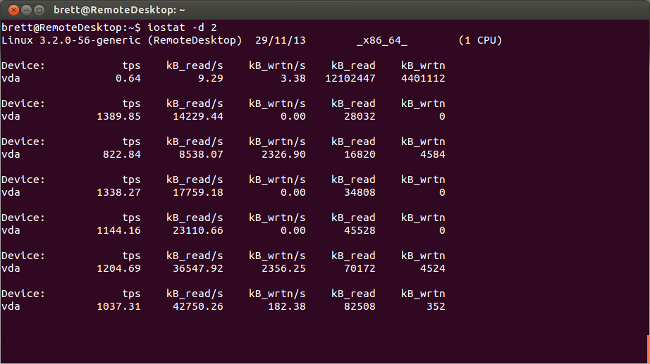 brett@RemoteDesktop: ~
brett@RemoteDesktop:~$ iostat -d 2
Linux 3.2.0-56-generic (RemoteDesktop) 29/11/13 _x86_64_ (1 CPU)
Device: tps kB_read/s kB_wrtn/s kB_read kB_wrtn
vda 0.64 9.29 3.38 12102447 4401112
Device: tps kB_read/s kB_wrtn/s kB_read kB_wrtn
vda 1389.85 14229.44 0.00 28032 0
Device: tps kB_read/s kB_wrtn/s kB_read kB_wrtn
vda 822.84 8538.07 2326.90 16820 4584
Device: tps kB_read/s kB_wrtn/s kB_read kB_wrtn
vda 1338.27 17759.18 0.00 34808 0
Device: tps kB_read/s kB_wrtn/s kB_read kB_wrtn
vda 1144.16 23110.66 0.00 45528 0
Device: tps kB_read/s kB_wrtn/s kB_read kB_wrtn
vda 1204.69 36547.92 2356.25 70172 4524
Device: tps kB_read/s kB_wrtn/s kB_read kB_wrtn
vda 1037.31 42750.26 182.38 82508 352